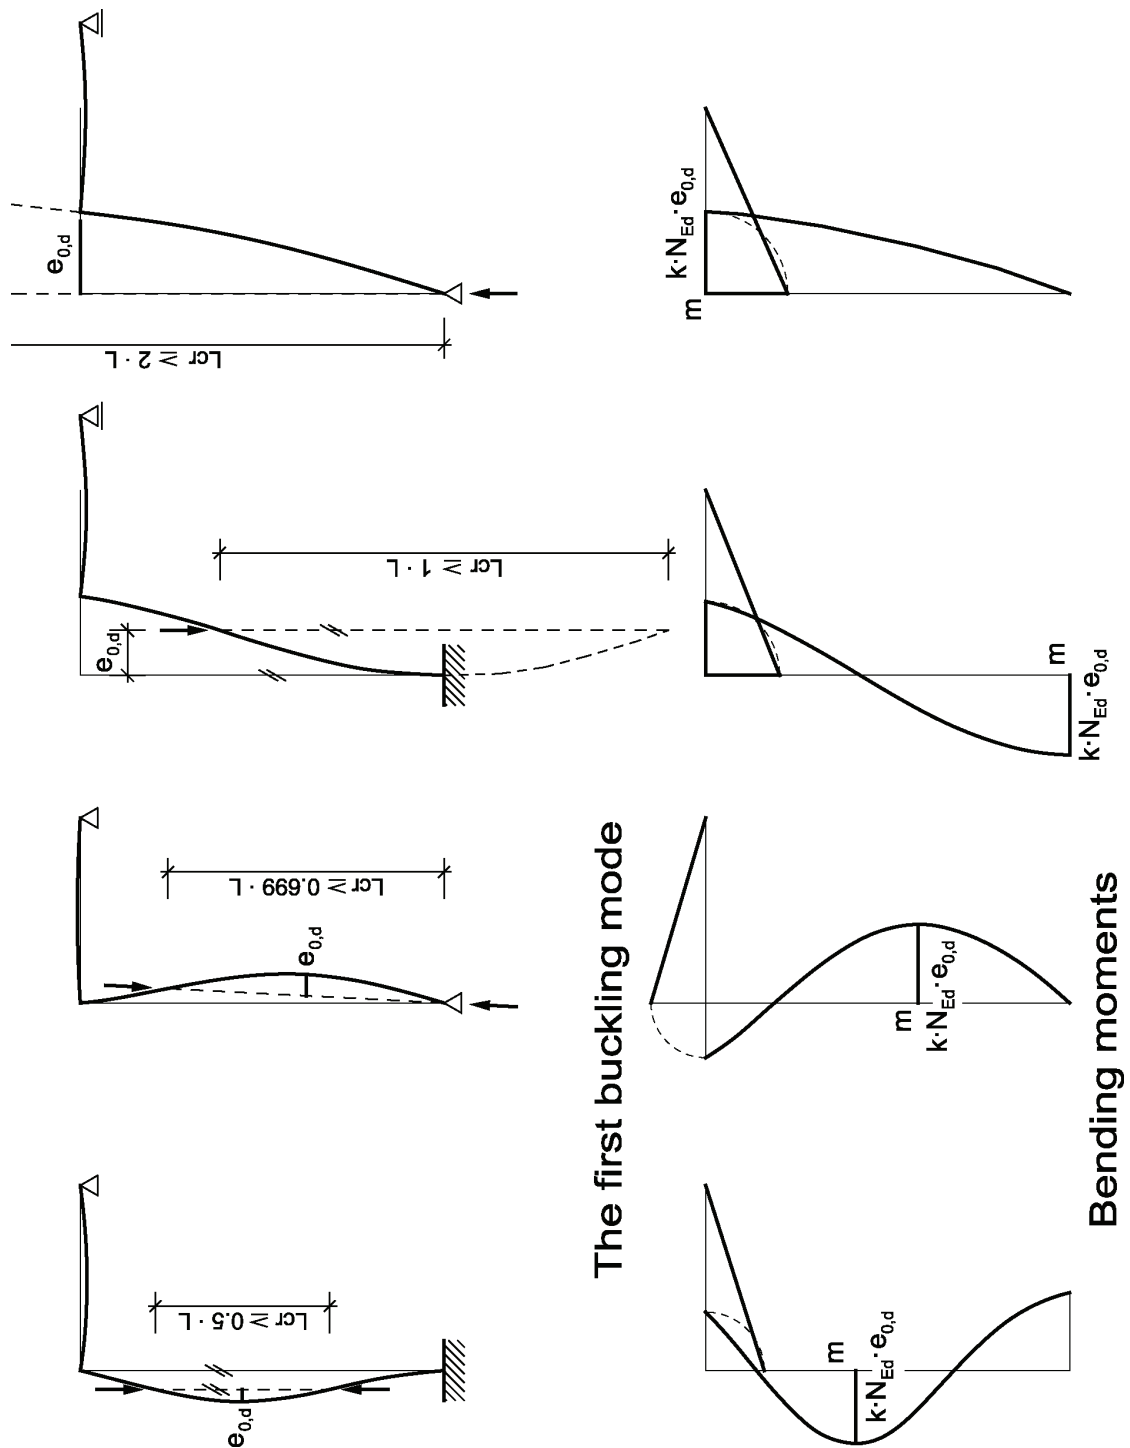 e0,d
Lcr ⩾ 2 · L
k·NEd·e0,d
m
e0,d
Lcr ⩾ 1 · L
m
k·NEd·e0,d
Lcr ⩾ 0.699 · L
e0,d
m
k·NEd·e0,d
Lcr ⩾ 0.5 · L
e0,d
m
k·NEd·e0,d
The first buckling mode
Bending moments